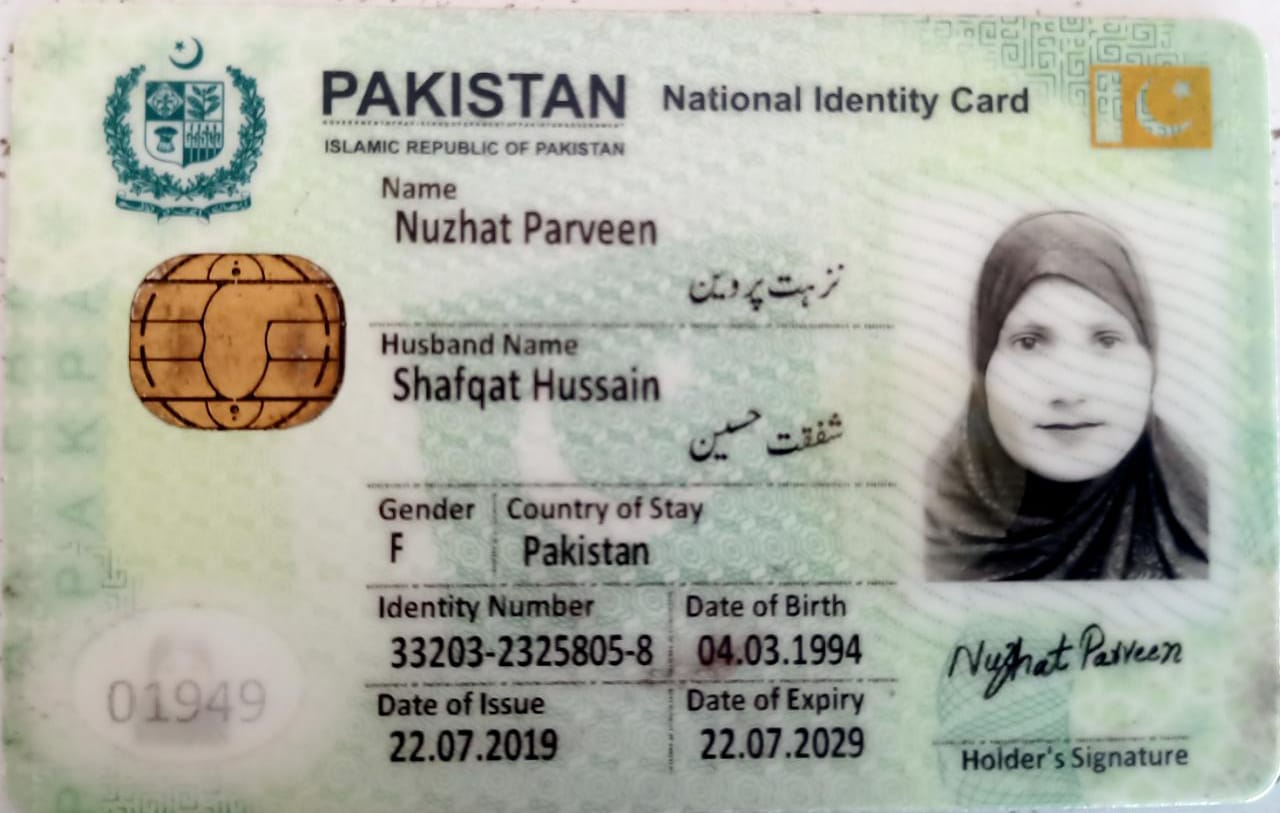 PAKISTAN National Identity Card
ISLAMIC REPUBLIC OF PAKISTAN
Name
Nuzhat Parveen
نزہت پروین
Husband Name
Shafqat Hussain
شفقت حسین
Gender Country of Stay
F Pakistan
Identity Number Date of Birth
33203-2325805-8 04.03.1994
Date of Issue Date of Expiry
22.07.2019 22.07.2029
Nuzhat Parveen
Holder's Signature
01949
PAKPA